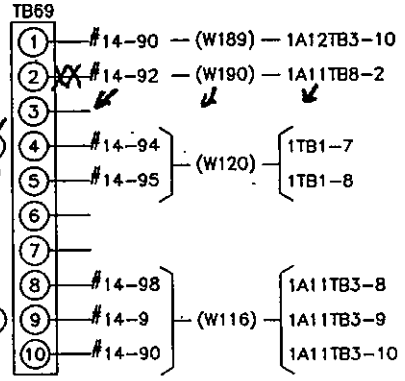 TB69
1 #14-90 - (W189) - 1A12TB3-10
2 XX #14-92 - (W190) - 1A11TB8-2
3
4 #14-94 1TB1-7
(W120)
5 #14-95 1TB1-8
6
7
8 #14-98 1A11TB3-8
9 #14-9 - (W116) - 1A11TB3-9
10 #14-90 1A11TB3-10